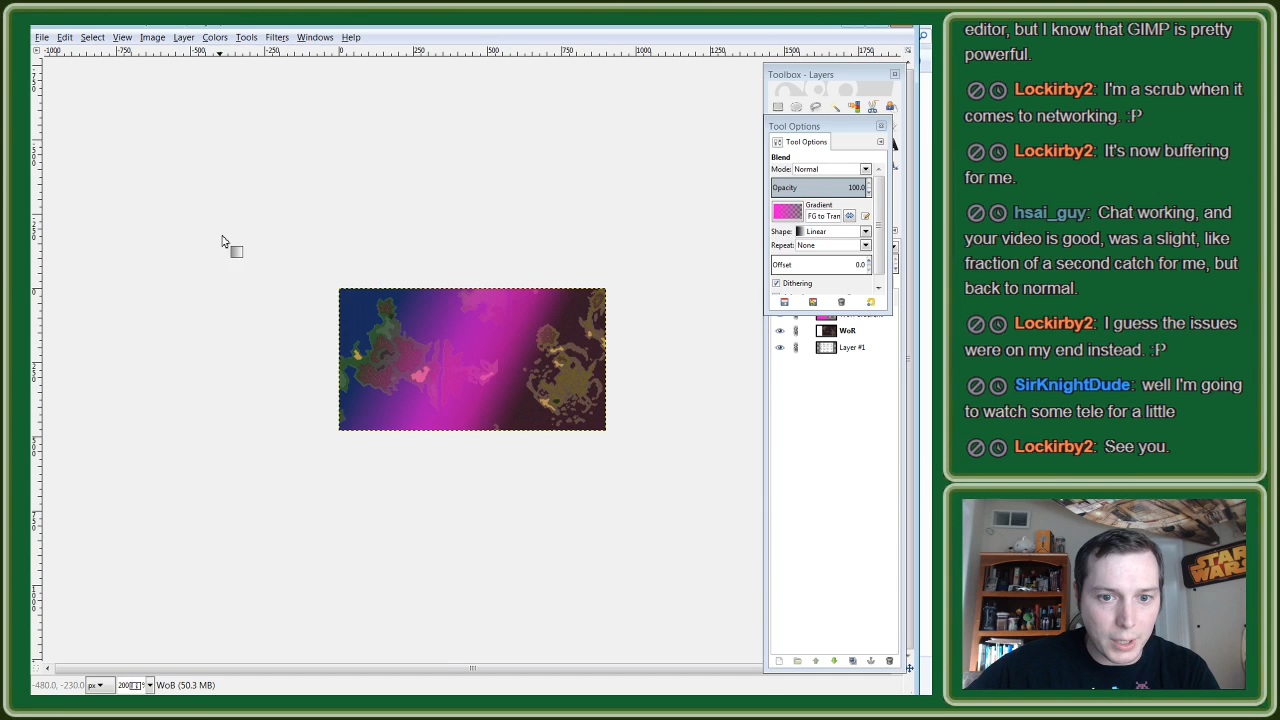 File Edit Select View Image Layer Colors Tools Filters Windows Help
Toolbox - Layers
Tool Options
Tool Options
Blend
Mode: Normal
Opacity 100.0
Gradient
FG to Tran
Shape: Linear
Repeat: None
Offset 0.0
Dithering
WoR
Layer #1
-480.0, -230.0 px WoB (50.3 MB)
editor, but I know that GIMP is pretty
powerful.
Lockirby2: I'm a scrub when it
comes to networking. :P
Lockirby2: It's now buffering
for me.
hsai_guy: Chat working, and
your video is good, was a slight, like
fraction of a second catch for me, but
back to normal.
Lockirby2: I guess the issues
were on my end instead. :P
SirKnightDude: well I'm going
to watch some tele for a little
Lockirby2: See you.
STAR
WARS